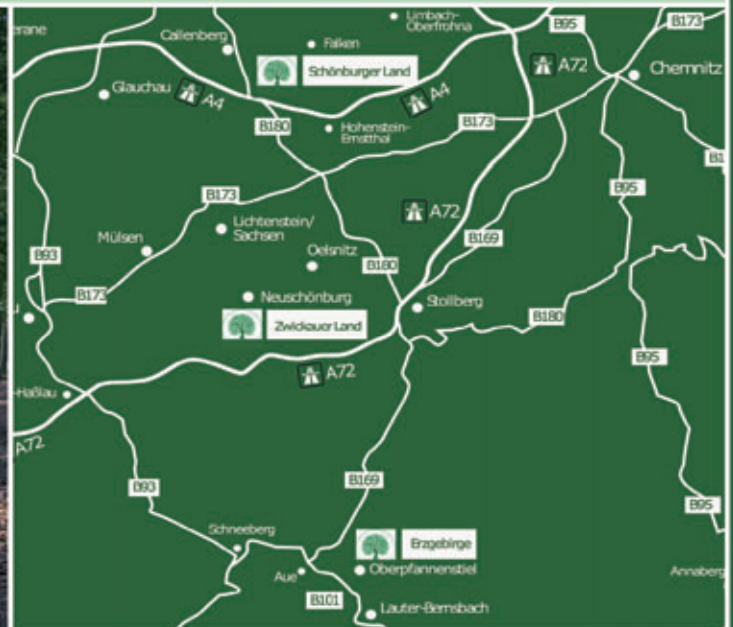 erane
Callenberg
Limbach-
Oberfrohna
B95
B173
Falken
Schönburger Land
A72
Chemnitz
Glauchau
A4
A4
B180
Hohenstein-
Ernstthal
B173
B1
B173
B95
Lichtenstein/
Sachsen
A72
B169
Mülsen
Oelsnitz
B93
B180
B173
Neuschönburg
Stollberg
u
Zwickauer Land
B180
B95
A72
-Haßlau
A72
B93
B169
B95
Schneeberg
Erzgebirge
Aue
Oberpfannenstiel
Annaberg
B101
Lauter-Bernsbach